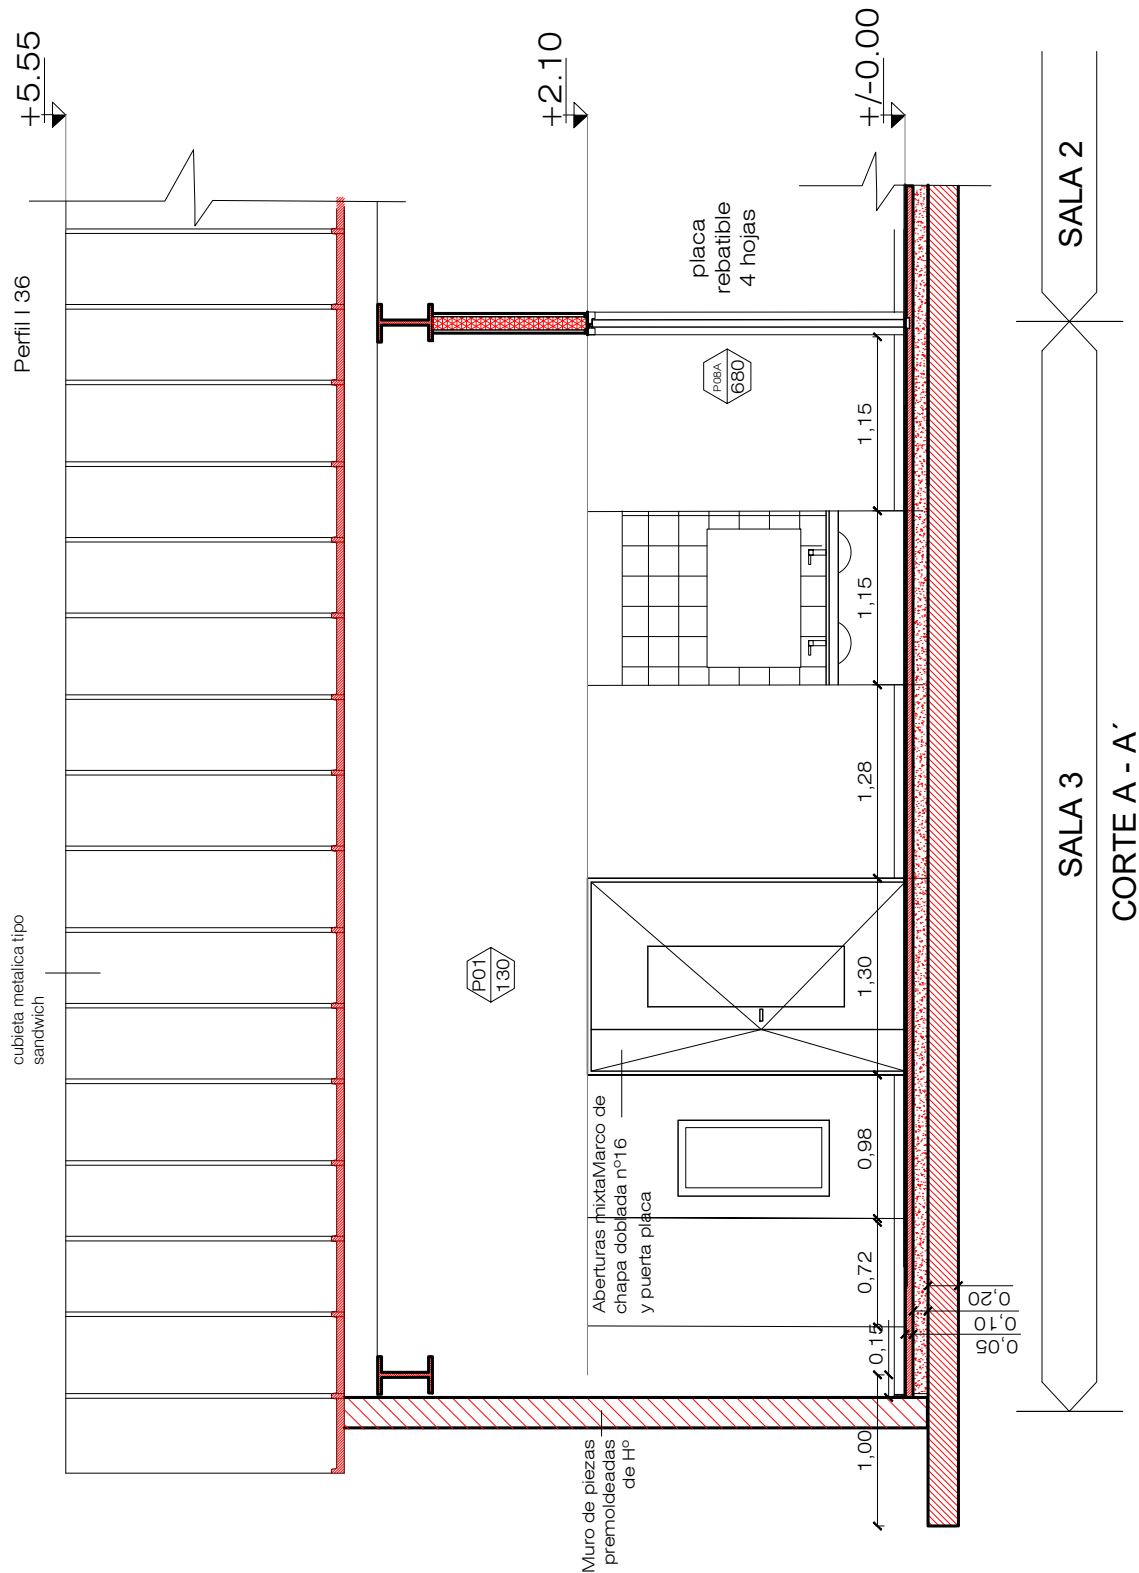 +5.55
+2.10
+/-0.00
Perfil I 36
cubieta metalica tipo
sandwich
P01
130
P08A
680
placa
rebatible
4 hojas
Aberturas mixtaMarco de
chapa doblada nº16
y puerta placa
Muro de piezas
premoldeadas
de Hº
1,00
0,15
0,72
0,98
1,30
1,28
1,15
1,15
0,05
0,10
0,20
SALA 3
SALA 2
CORTE A - A´